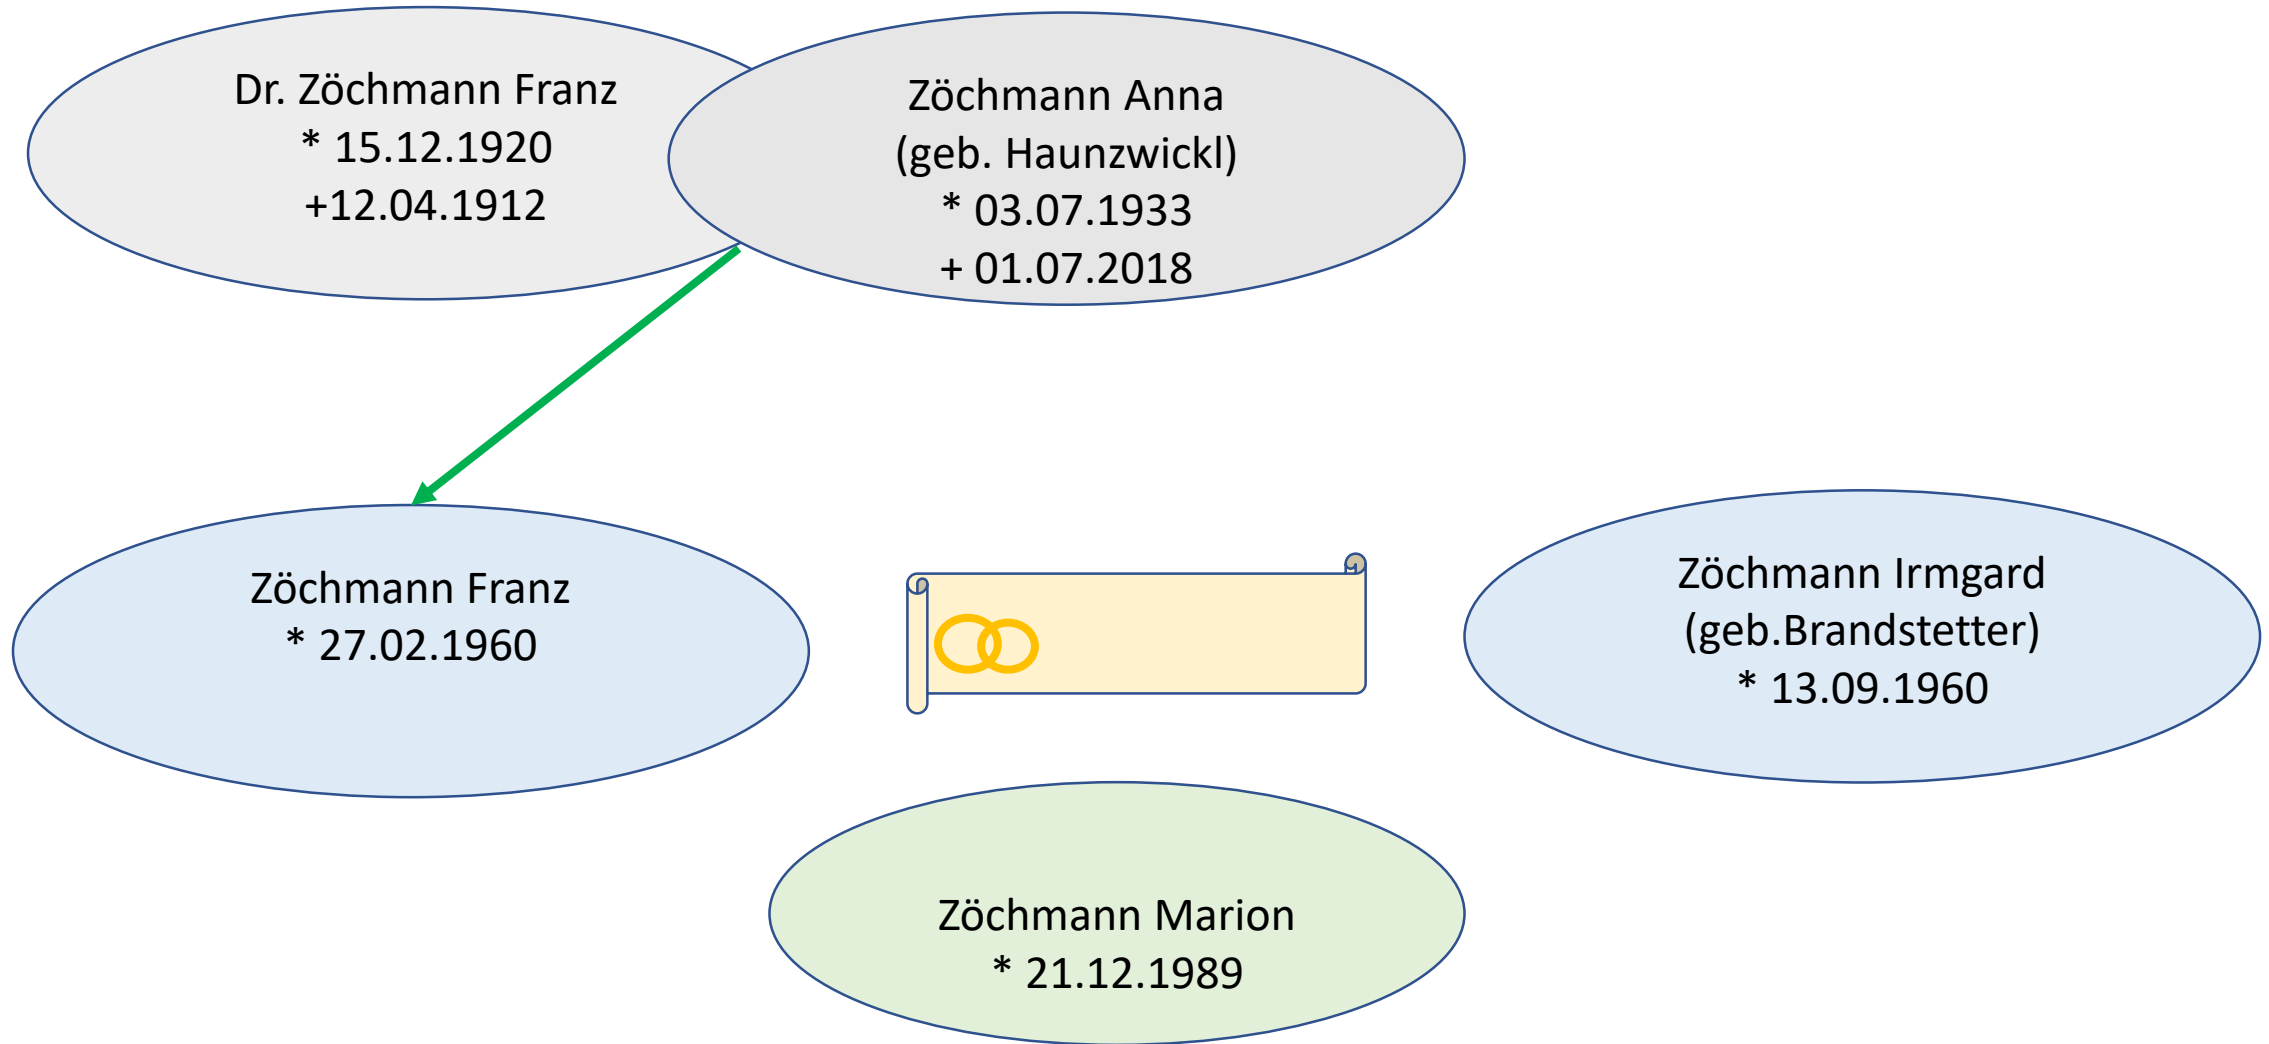 Dr. Zöchmann Franz
* 15.12.1920
+12.04.1912
Zöchmann Anna
(geb. Haunzwickl)
* 03.07.1933
+ 01.07.2018
Zöchmann Franz
* 27.02.1960
Zöchmann Irmgard
(geb.Brandstetter)
* 13.09.1960
Zöchmann Marion
* 21.12.1989